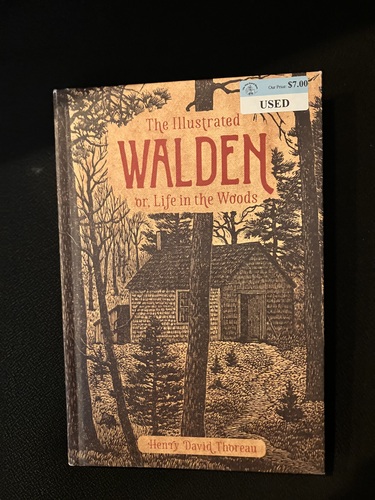 Our Price $7.00
USED
The Illustrated
WALDEN
or, Life in the Woods
Henry David Thoreau